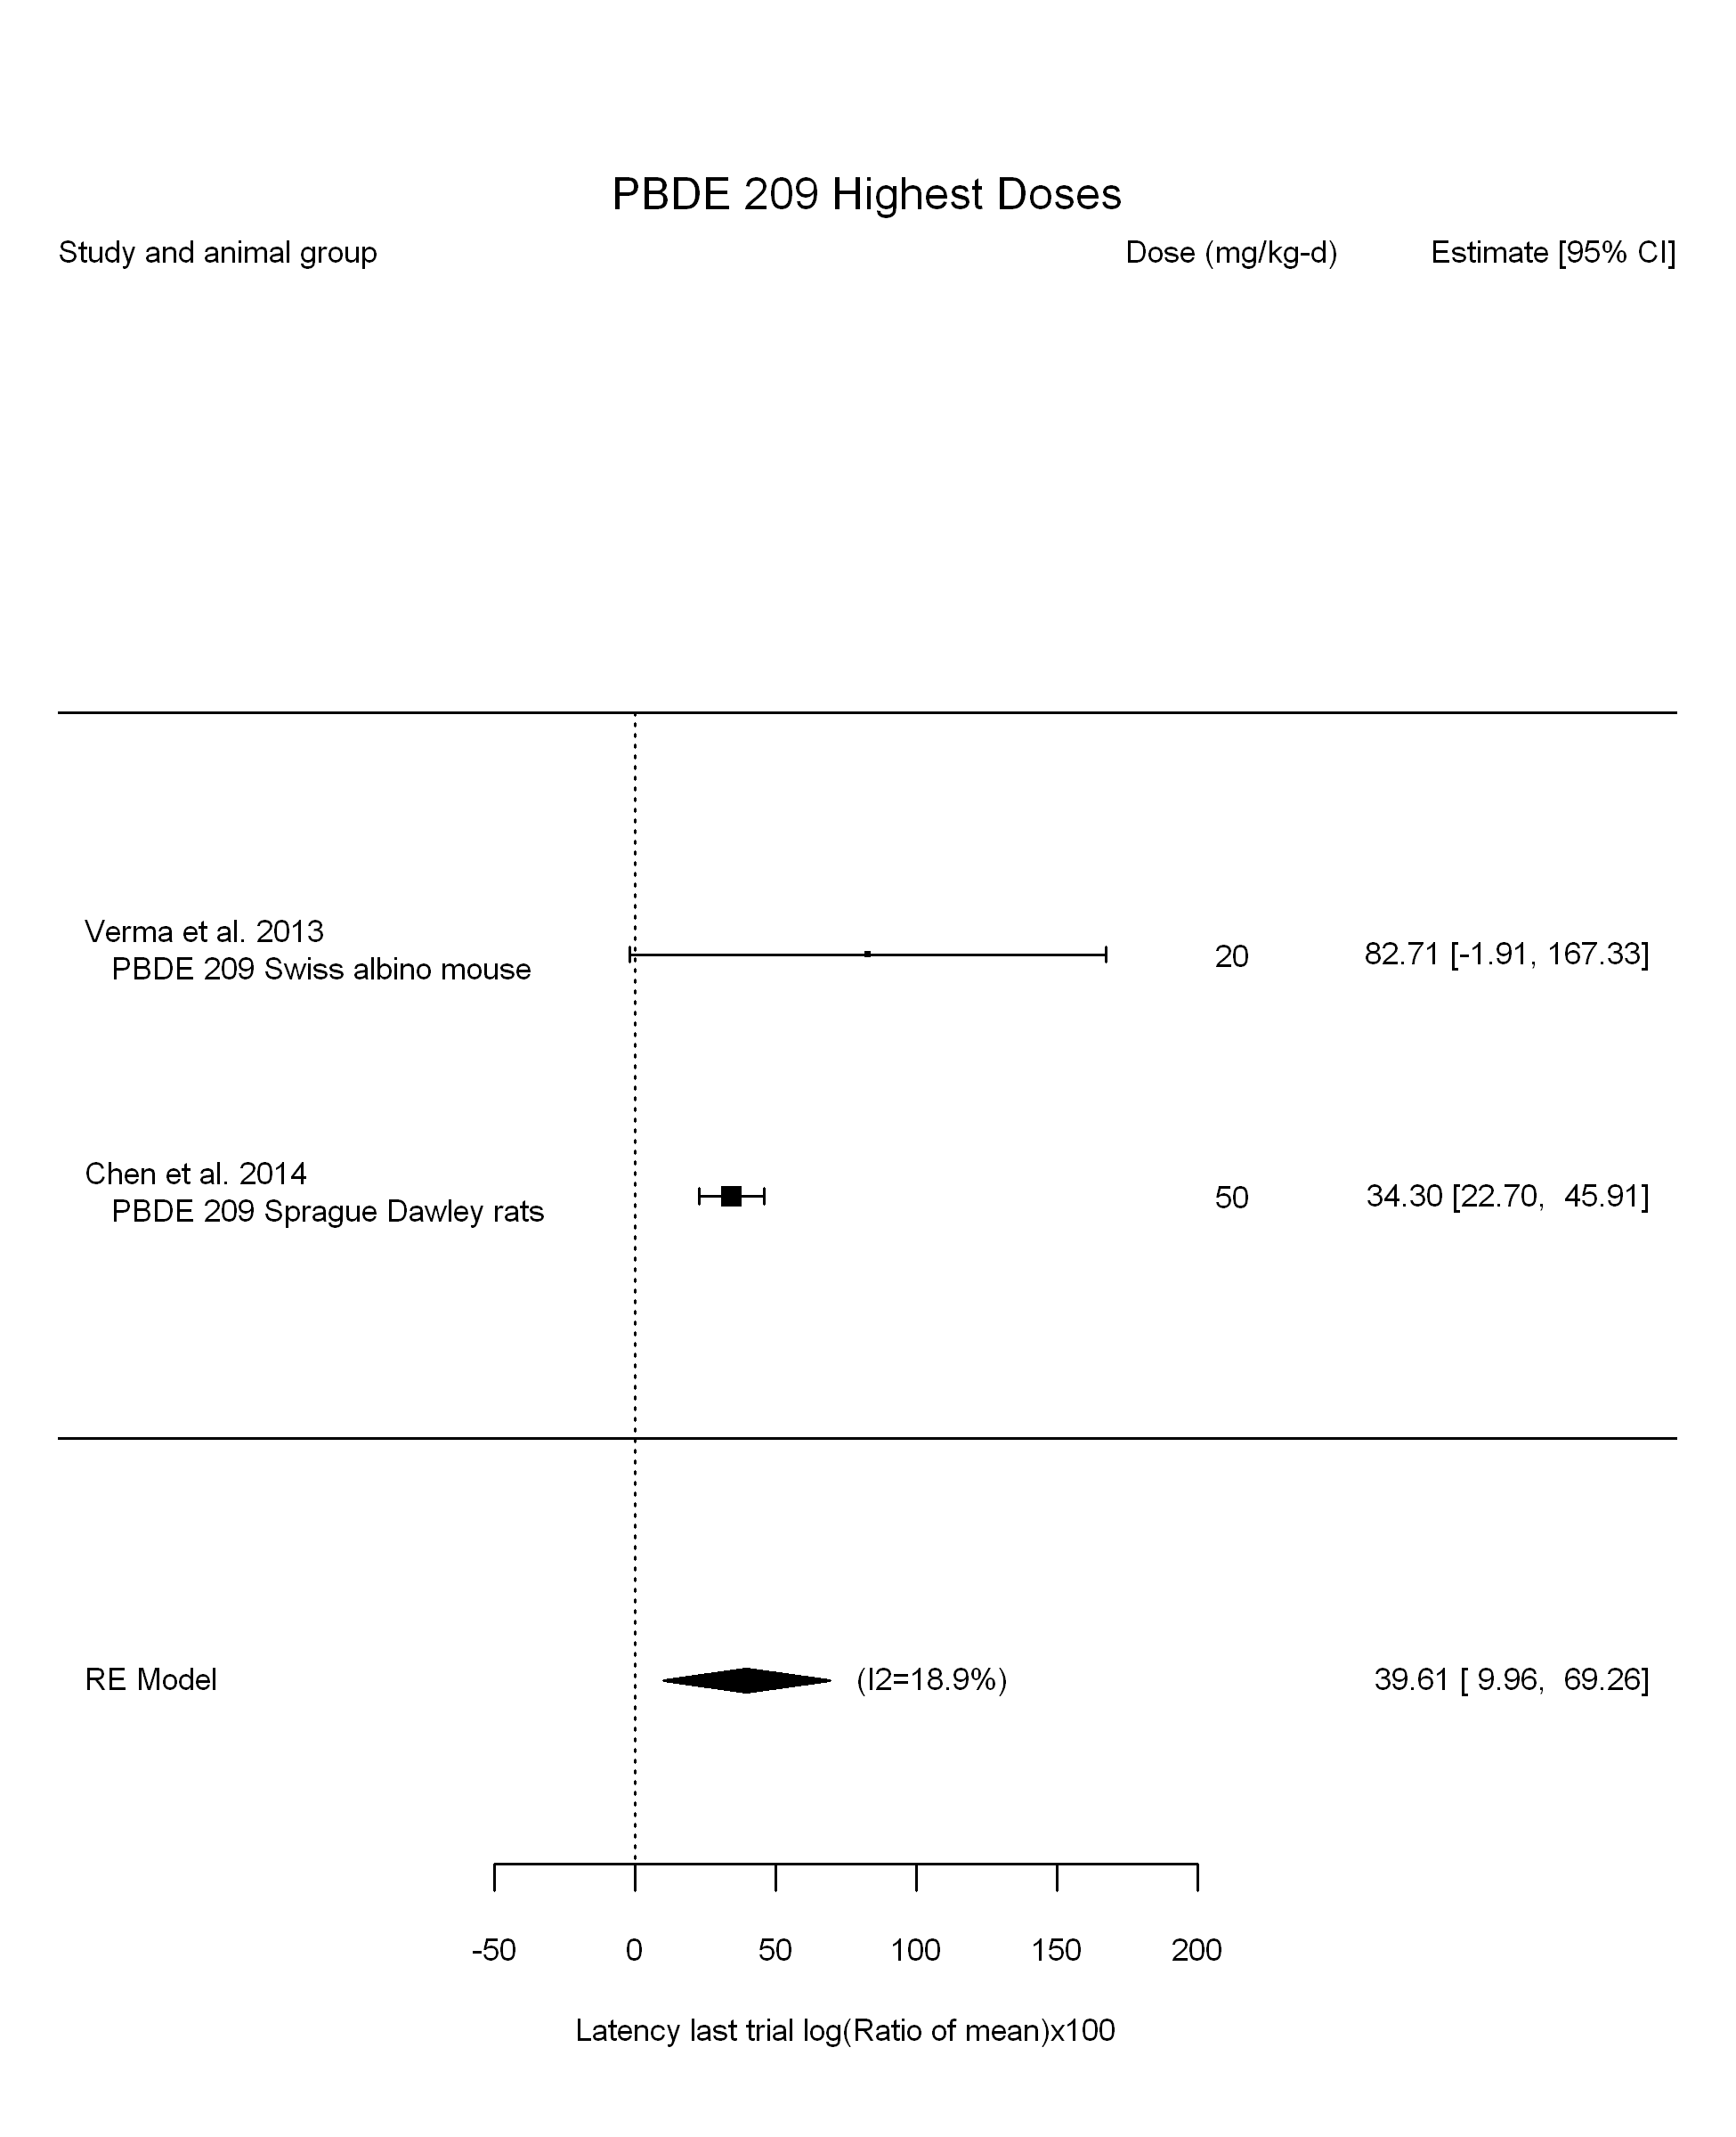 PBDE 209 Highest Doses
Study and animal group Dose (mg/kg-d) Estimate [95% CI]
Verma et al. 2013
PBDE 209 Swiss albino mouse 20 82.71 [-1.91, 167.33]
Chen et al. 2014
PBDE 209 Sprague Dawley rats 50 34.30 [22.70, 45.91]
RE Model (I2=18.9%) 39.61 [ 9.96, 69.26]
-50 0 50 100 150 200
Latency last trial log(Ratio of mean)x100